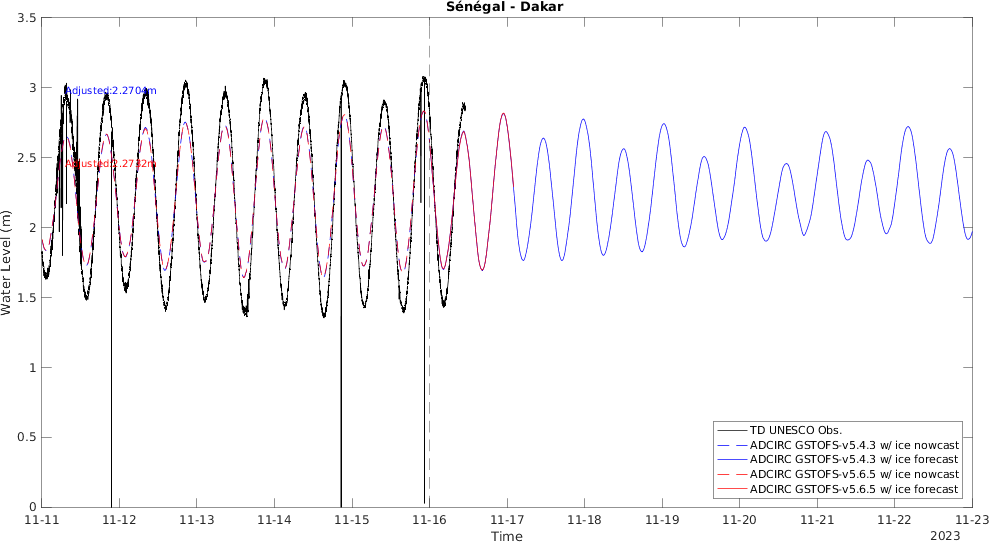 Sénégal - Dakar
3.5
3
2.5
2
1.5
1
0.5
0
Water Level (m)
Adjusted:2.2704m
Adjusted:2.2732m
TD UNESCO Obs.
ADCIRC GSTOFS-v5.4.3 w/ ice nowcast
ADCIRC GSTOFS-v5.4.3 w/ ice forecast
ADCIRC GSTOFS-v5.6.5 w/ ice nowcast
ADCIRC GSTOFS-v5.6.5 w/ ice forecast
11-11 11-12 11-13 11-14 11-15 11-16 11-17 11-18 11-19 11-20 11-21 11-22 11-23
Time
2023